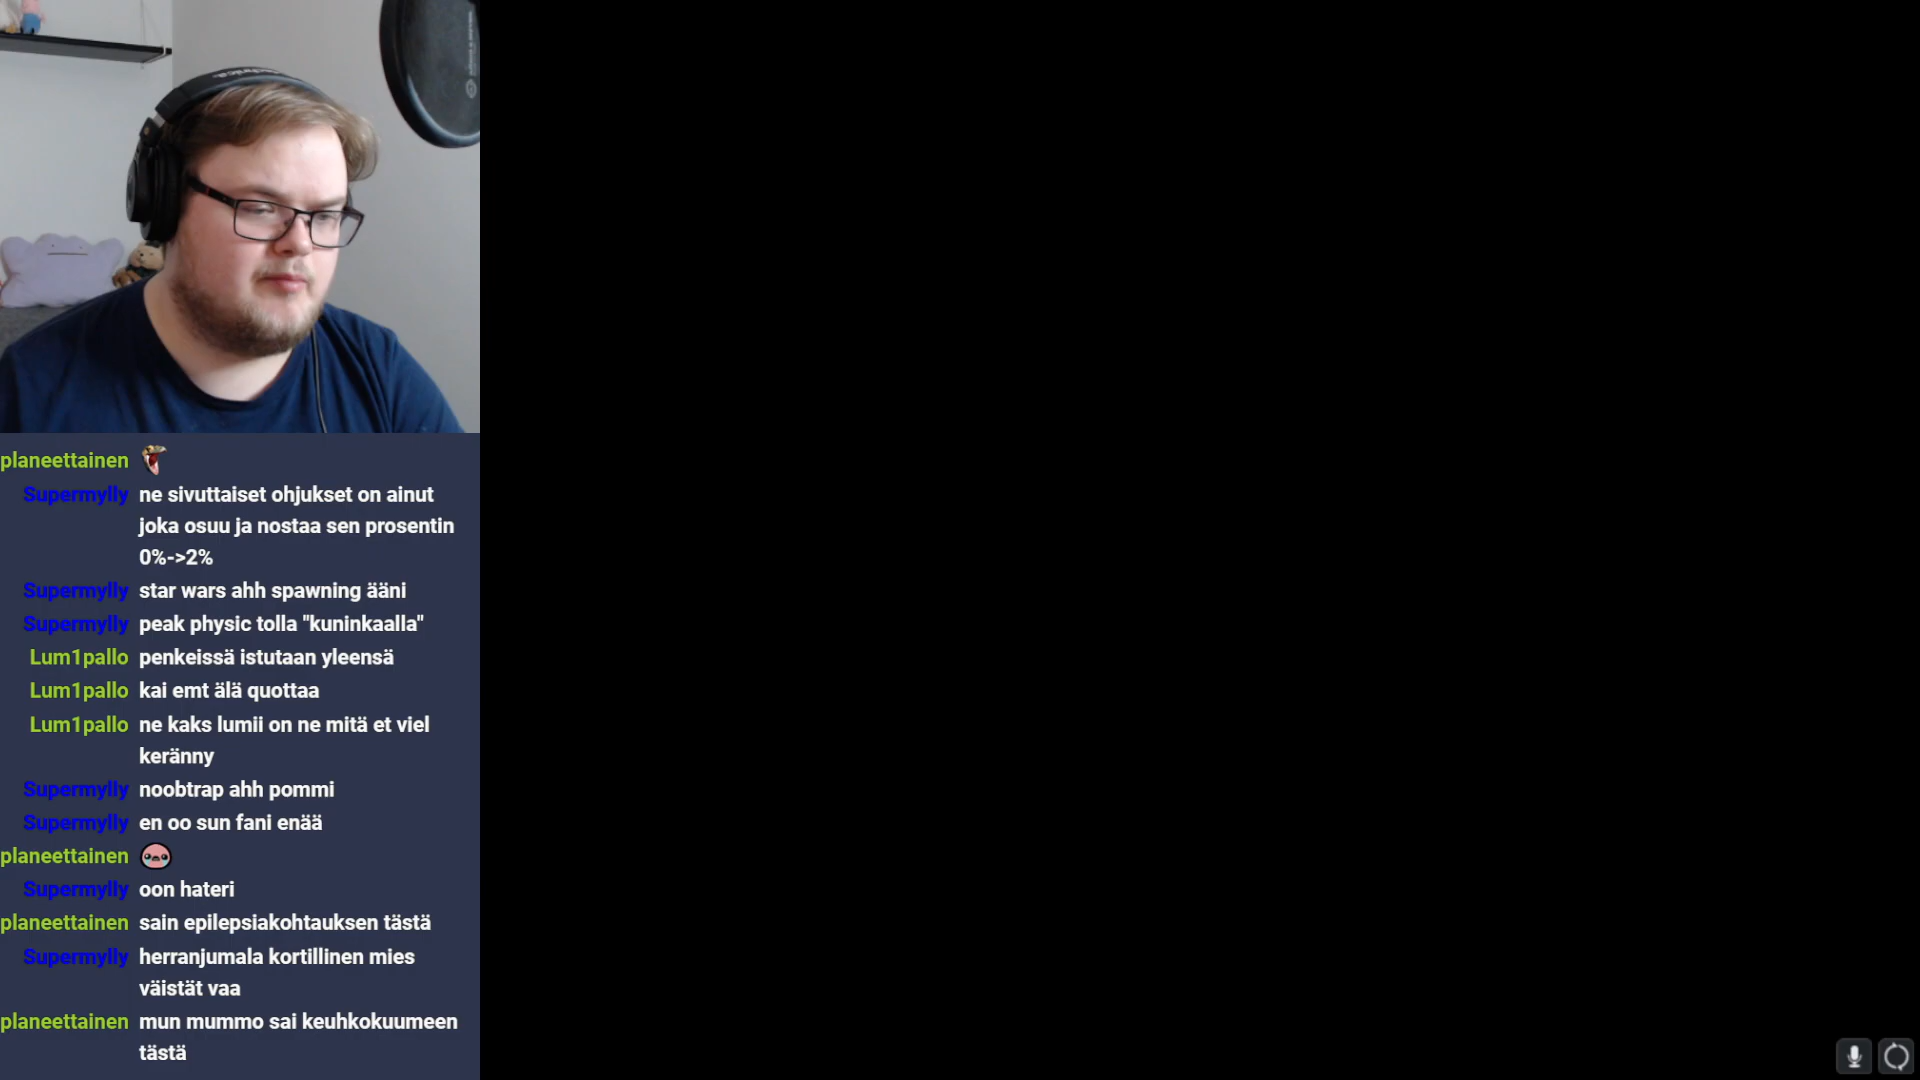 planeettainen
Supermylly ne sivuttaiset ohjukset on ainut
joka osuu ja nostaa sen prosentin
0%->2%
Supermylly star wars ahh spawning ääni
Supermylly peak physic tolla "kuninkaalla"
Lum1pallo penkeissä istutaan yleensä
Lum1pallo kai emt älä quottaa
Lum1pallo ne kaks lumii on ne mitä et viel
keränny
Supermylly noobtrap ahh pommi
Supermylly en oo sun fani enää
planeettainen
Supermylly oon hateri
planeettainen sain epilepsiakohtauksen tästä
Supermylly herranjumala kortillinen mies
väistät vaa
planeettainen mun mummo sai keuhkokuumeen
tästä